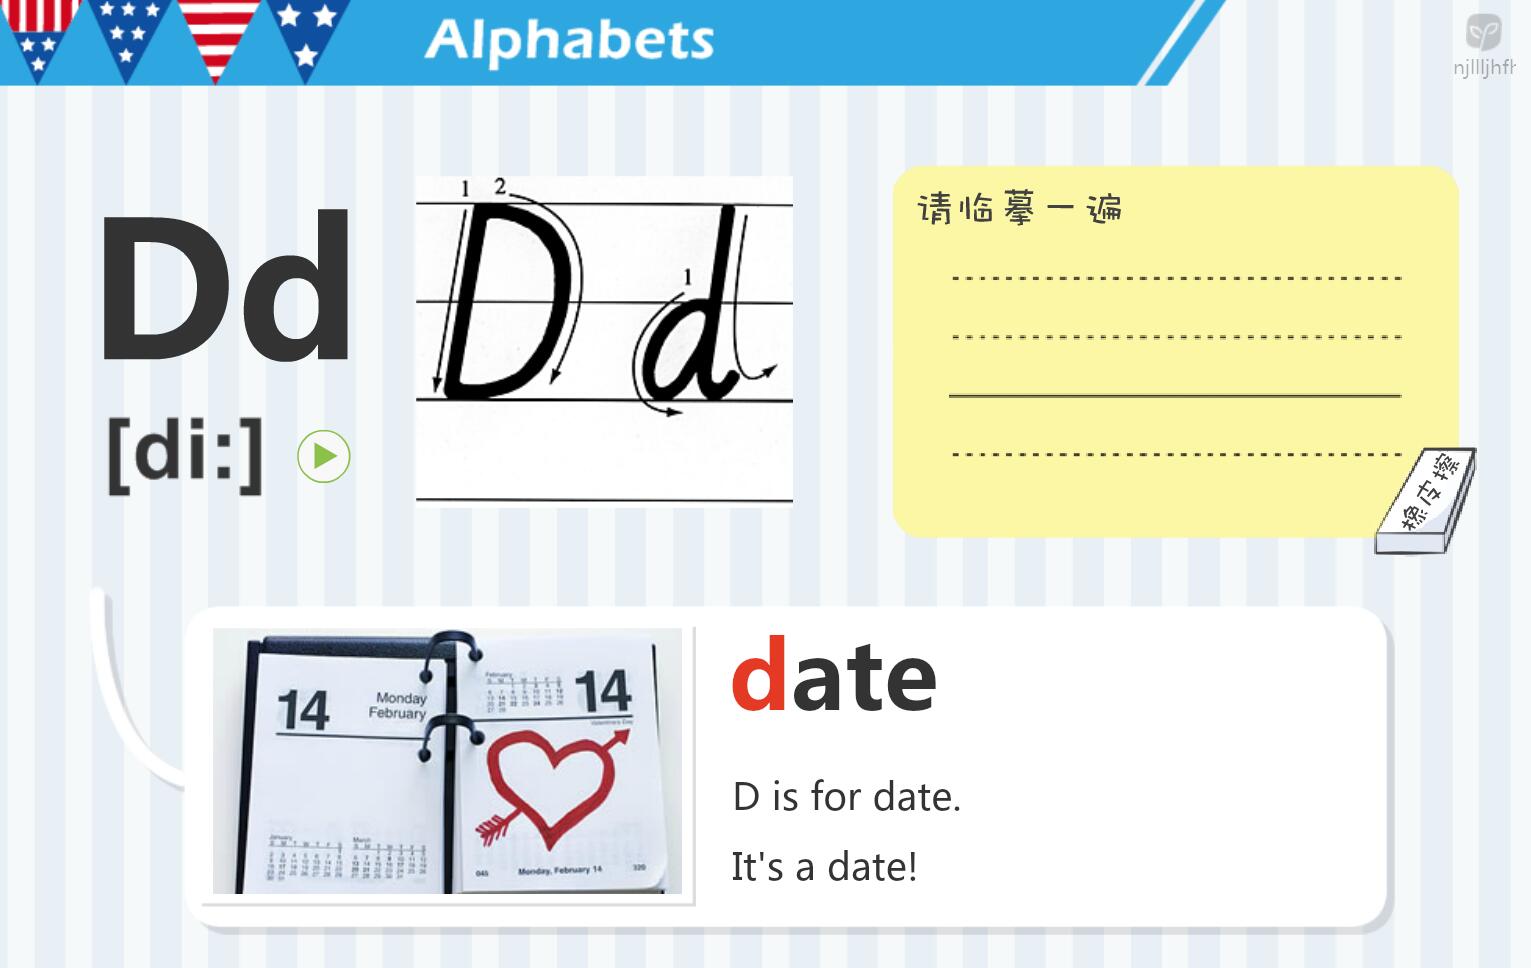 Alphabets
njllljhfh
Dd
[di:]
1 2
D d
1
请临摹一遍
橡皮擦
14
Monday
February
February
14
Valentine's Day
January
March
045 Monday, February 14 320
date
D is for date.
It's a date!